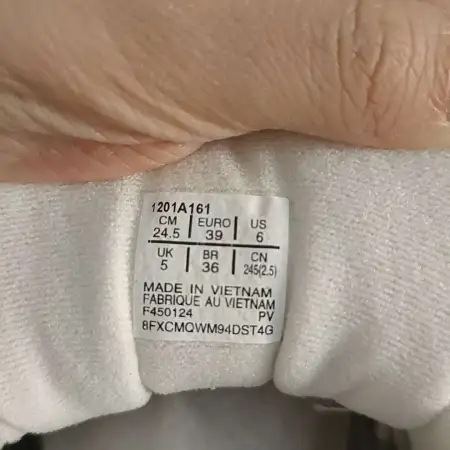 1201A161
CM EURO US
24.5 39 6
UK BR CN
5 36 245(2.5)
MADE IN VIETNAM
FABRIQUE AU VIETNAM
F450124 PV
8FXCMQWM94DST4G